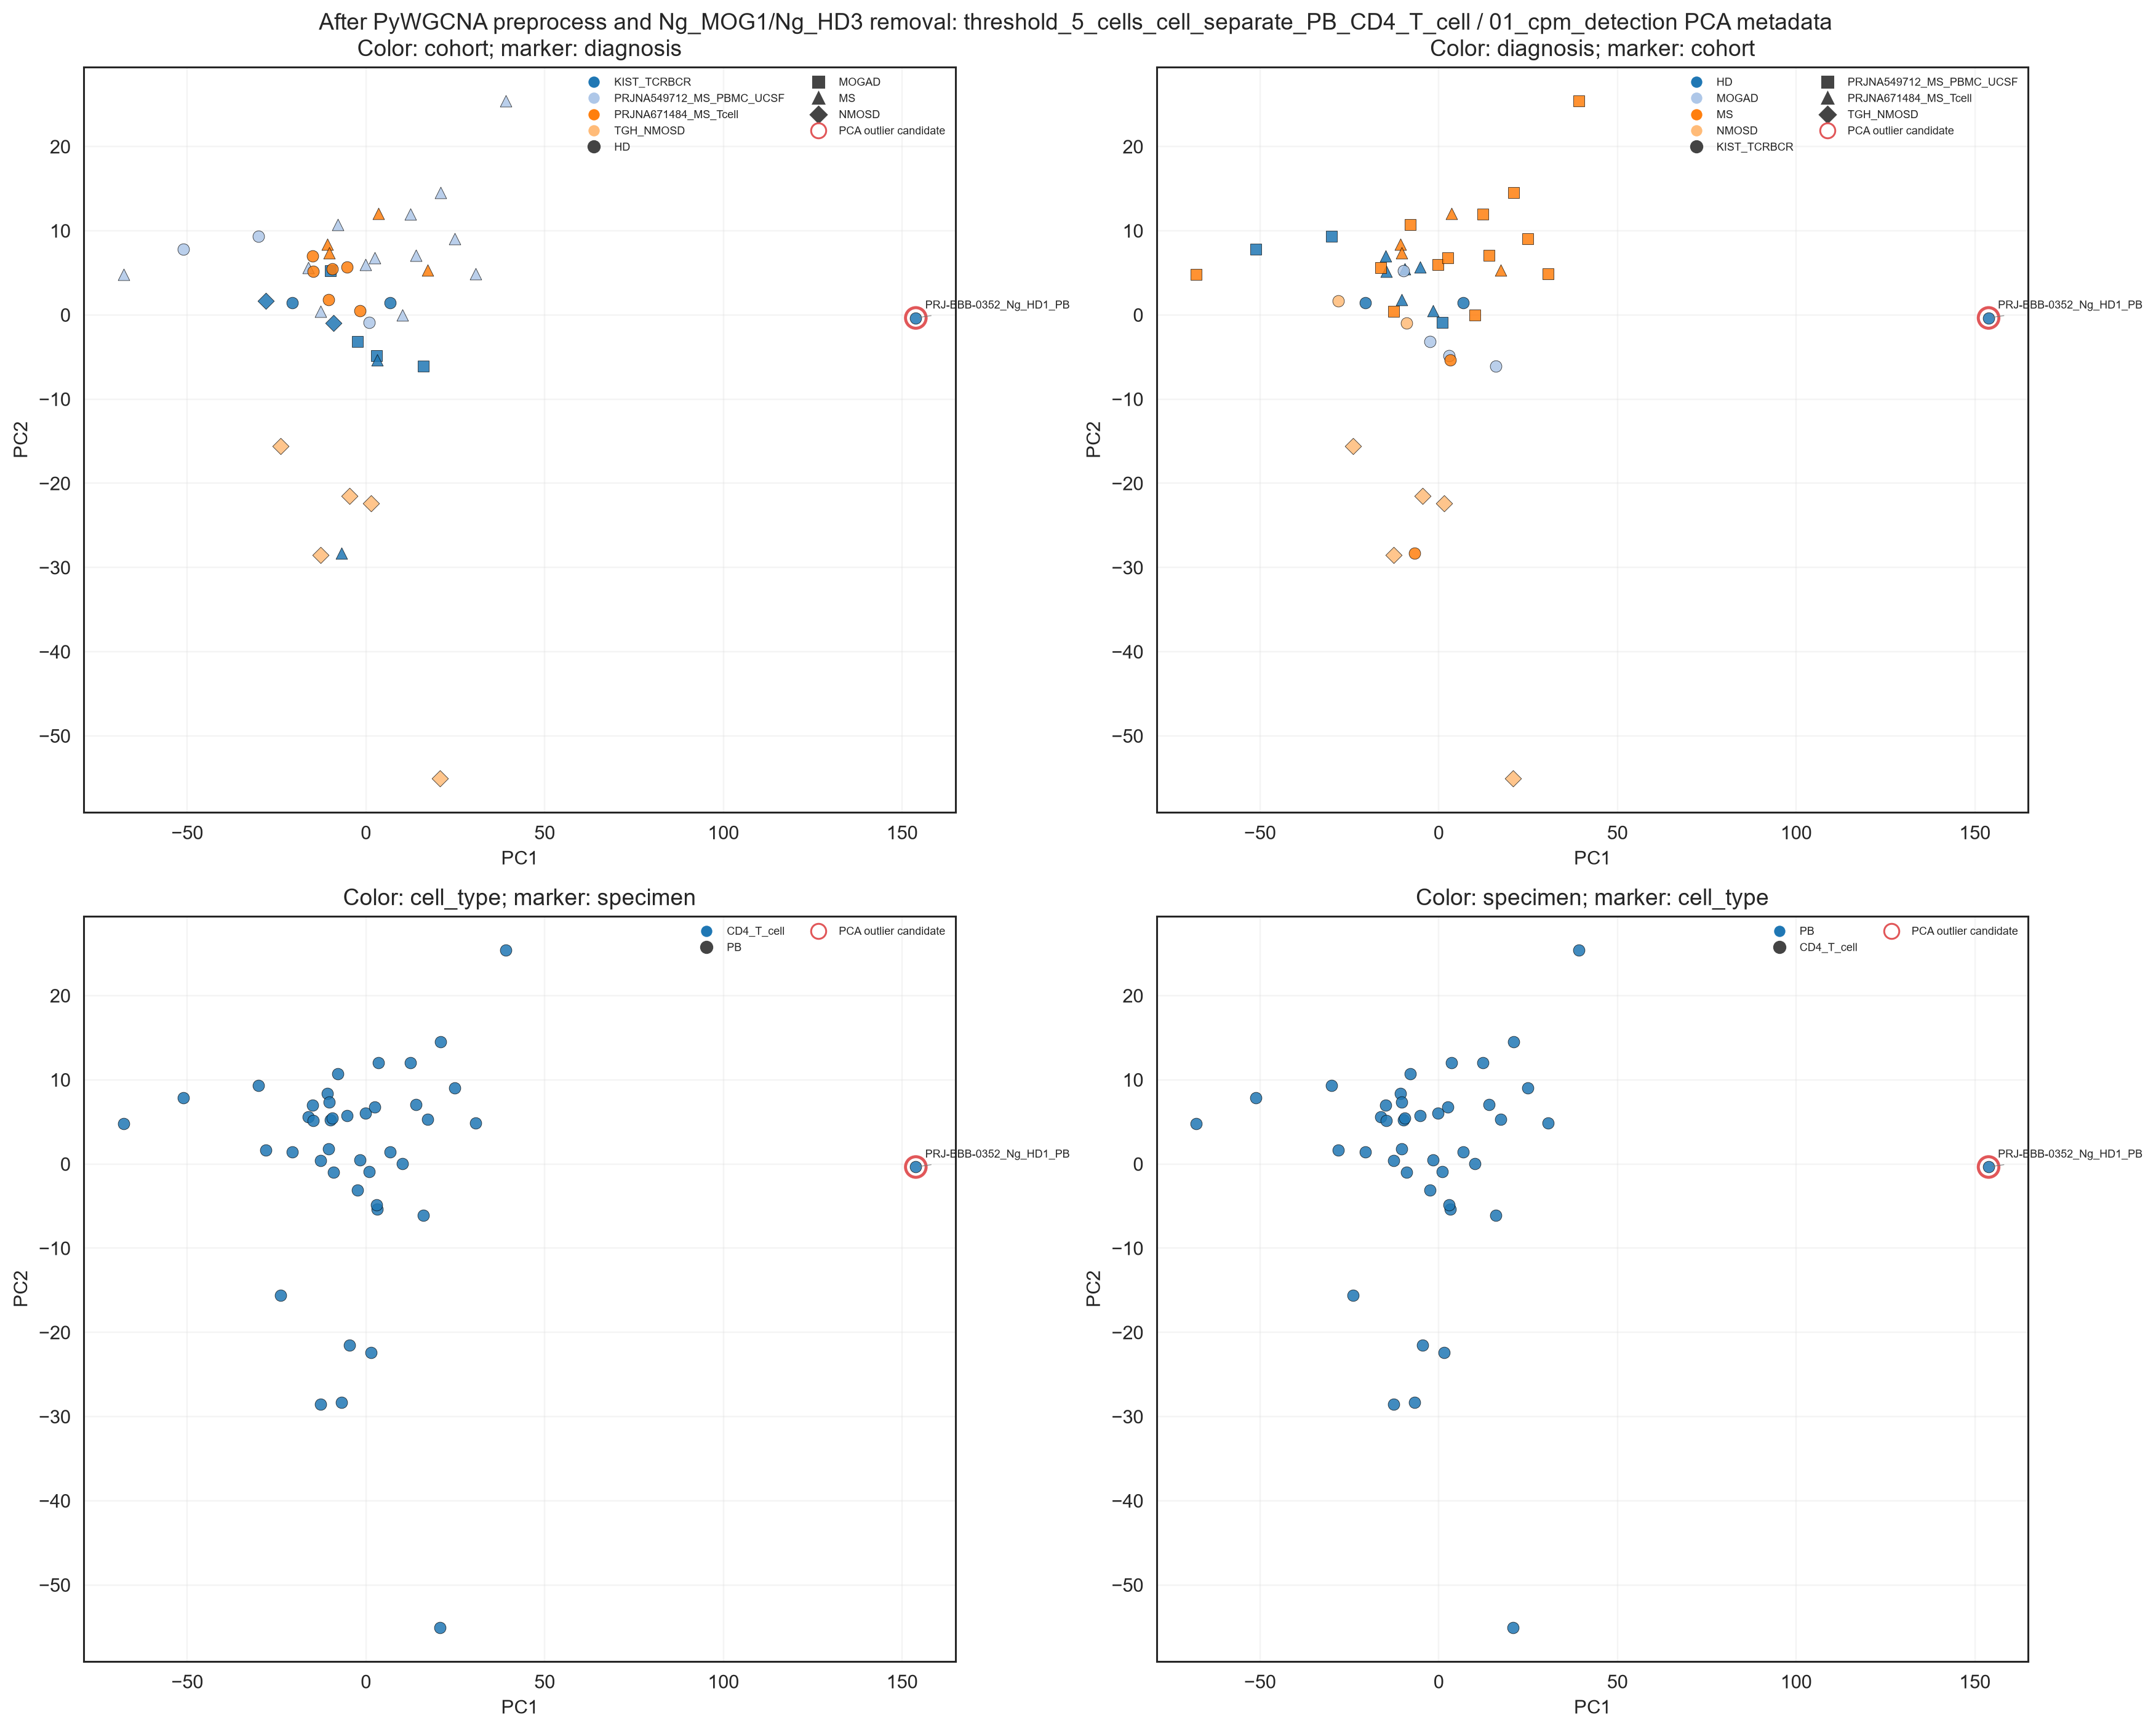 After PyWGCNA preprocess and Ng_MOG1/Ng_HD3 removal: threshold_5_cells_cell_separate_PB_CD4_T_cell / 01_cpm_detection PCA metadata
Color: cohort; marker: diagnosis
KIST_TCRBCR
PRJNA549712_MS_PBMC_UCSF
PRJNA671484_MS_Tcell
TGH_NMOSD
HD
MOGAD
MS
NMOSD
PCA outlier candidate
PRJ-EBB-0352_Ng_HD1_PB
20
10
0
−10
−20
−30
−40
−50
PC2
−50 0 50 100 150
PC1
Color: diagnosis; marker: cohort
HD
MOGAD
MS
NMOSD
KIST_TCRBCR
PRJNA549712_MS_PBMC_UCSF
PRJNA671484_MS_Tcell
TGH_NMOSD
PCA outlier candidate
PRJ-EBB-0352_Ng_HD1_PB
20
10
0
−10
−20
−30
−40
−50
PC2
−50 0 50 100 150
PC1
Color: cell_type; marker: specimen
CD4_T_cell
PB
PCA outlier candidate
PRJ-EBB-0352_Ng_HD1_PB
20
10
0
−10
−20
−30
−40
−50
PC2
−50 0 50 100 150
PC1
Color: specimen; marker: cell_type
PB
CD4_T_cell
PCA outlier candidate
PRJ-EBB-0352_Ng_HD1_PB
20
10
0
−10
−20
−30
−40
−50
PC2
−50 0 50 100 150
PC1